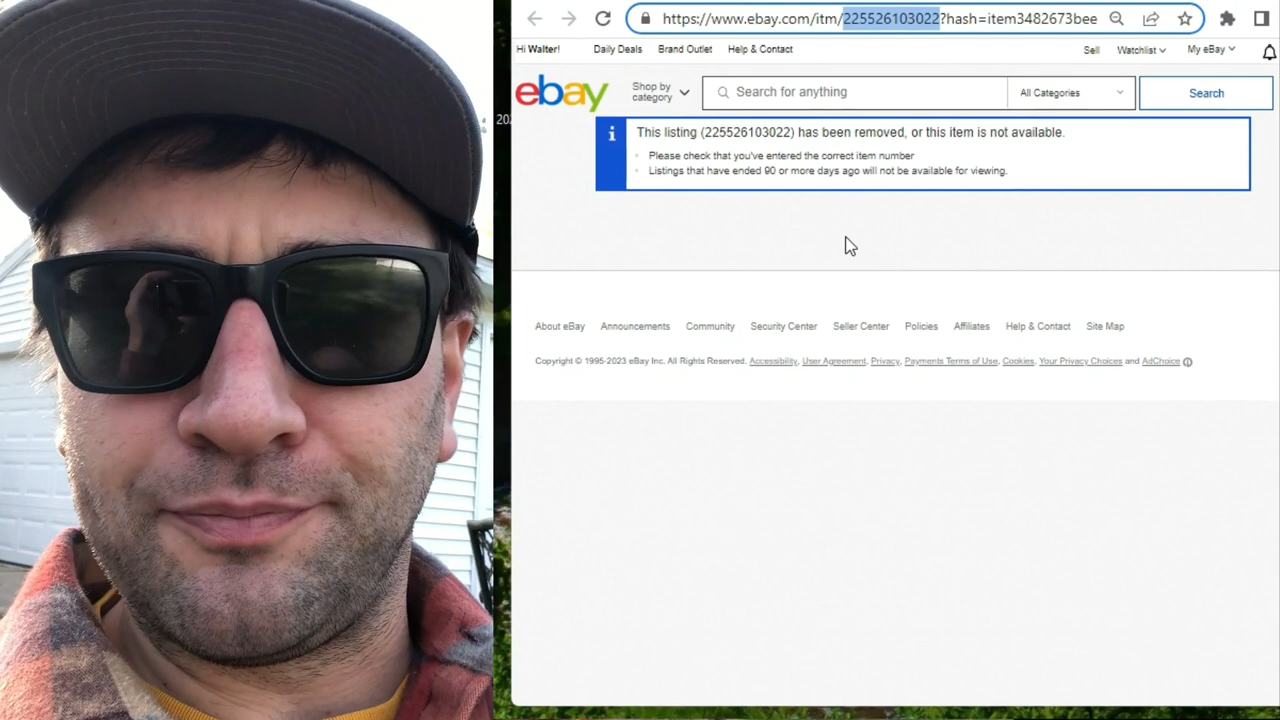 https://www.ebay.com/itm/225526103022?hash=item3482673bee
Hi Walter! Daily Deals Brand Outlet Help & Contact Sell Watchlist My eBay
ebay Shop by category Search for anything All Categories Search
20
This listing (225526103022) has been removed, or this item is not available.
Please check that you've entered the correct item number
Listings that have ended 90 or more days ago will not be available for viewing.
About eBay Announcements Community Security Center Seller Center Policies Affiliates Help & Contact Site Map
Copyright © 1995-2023 eBay Inc. All Rights Reserved. Accessibility, User Agreement, Privacy, Payments Terms of Use, Cookies, Your Privacy Choices and AdChoice